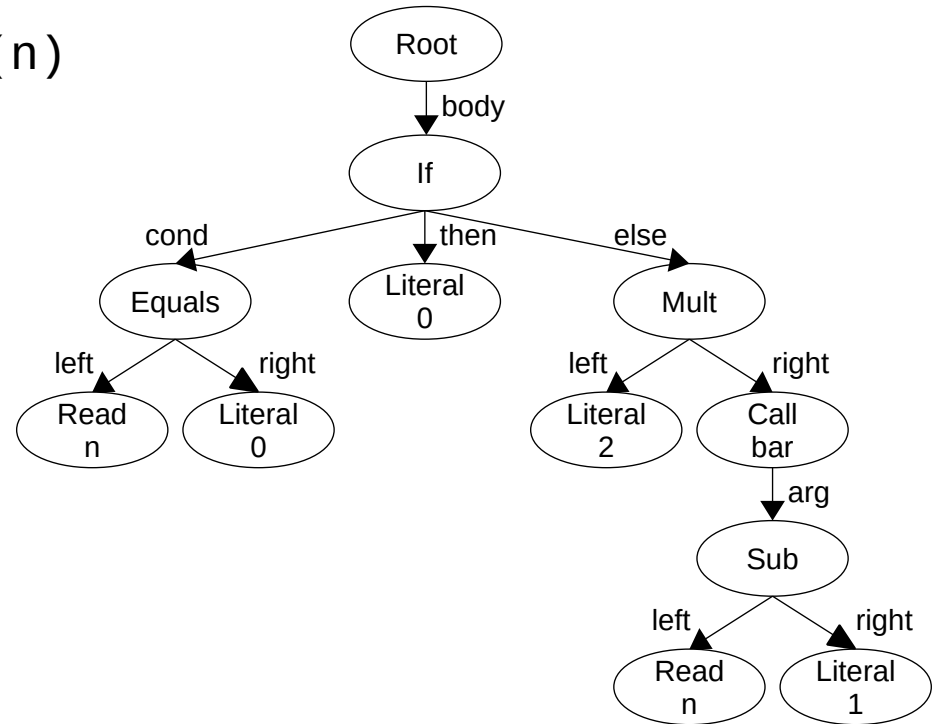 (n)
Root
body
If
cond
then
else
Equals
Literal
0
Mult
left
right
left
right
Read
n
Literal
0
Literal
2
Call
bar
arg
Sub
left
right
Read
n
Literal
1